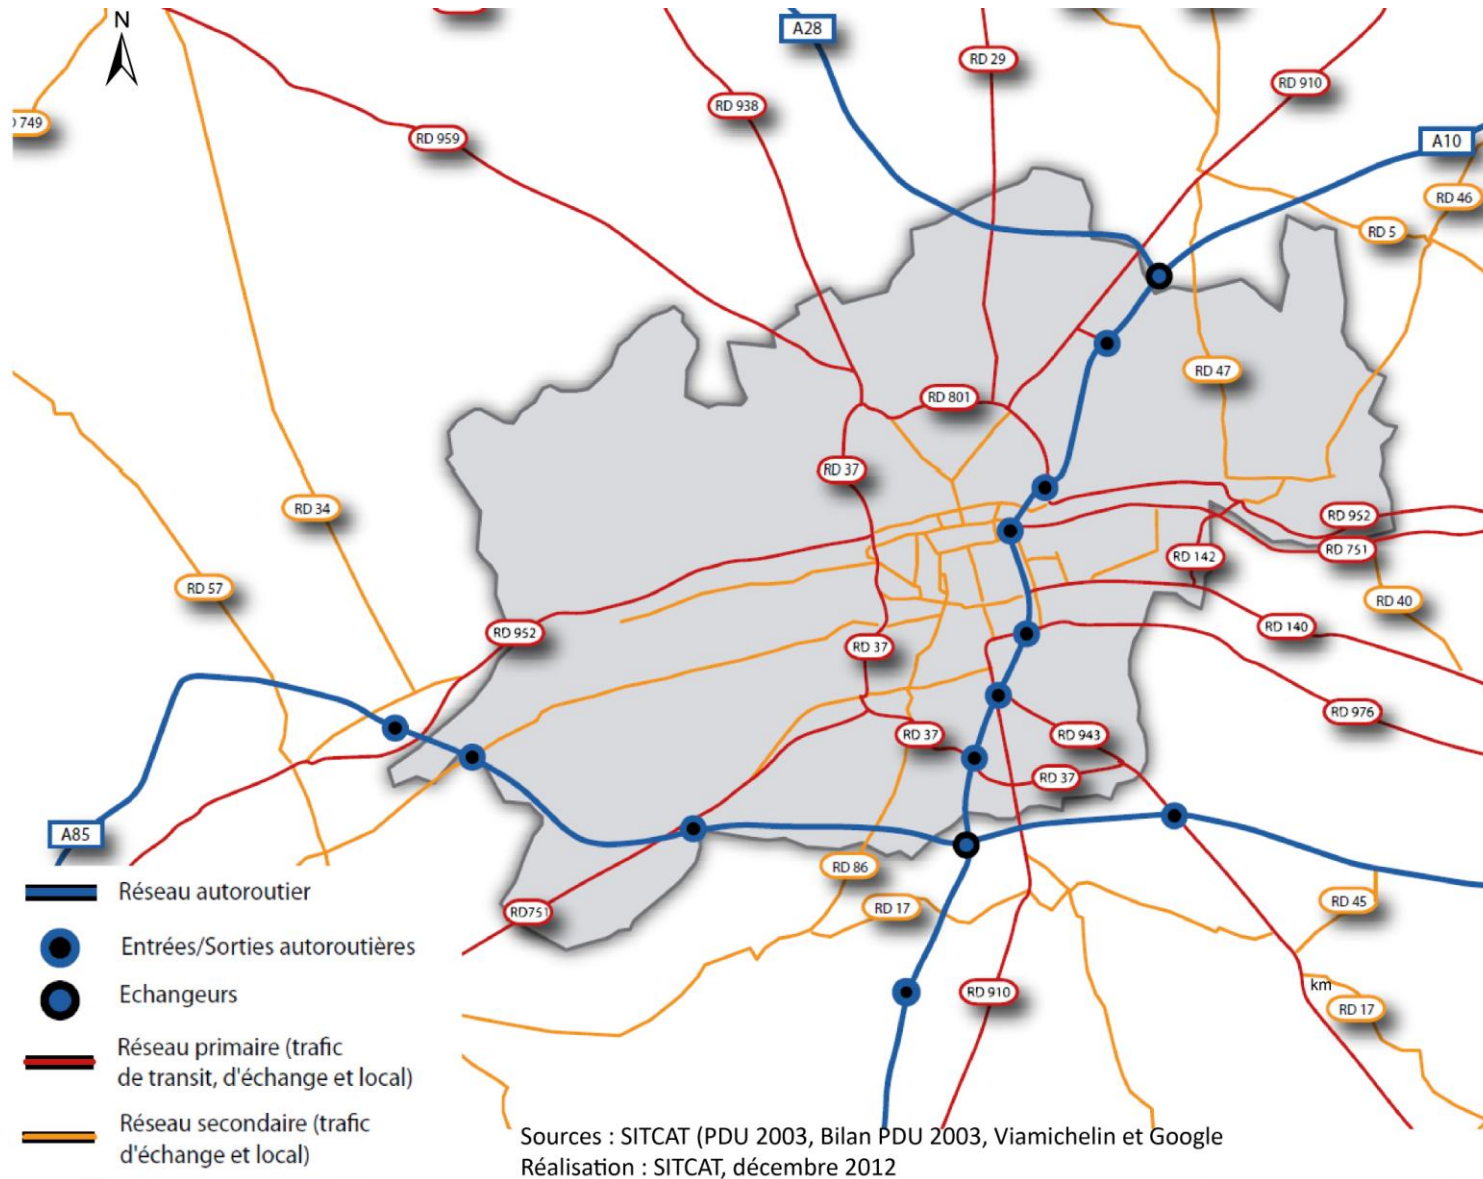 N
A28
RD 29
RD 910
RD 938
749
RD 959
A10
RD 46
RD 5
RD 47
RD 801
RD 37
RD 34
RD 952
RD 751
RD 142
RD 57
RD 40
RD 952
RD 140
RD 37
RD 976
RD 37
RD 943
RD 37
A85
RD 86
RD751
RD 17
RD 45
RD 910
km
RD 17
Réseau autoroutier
Entrées/Sorties autoroutières
Echangeurs
Réseau primaire (trafic
de transit, d'échange et local)
Réseau secondaire (trafic
d'échange et local)
Sources : SITCAT (PDU 2003, Bilan PDU 2003, Viamichelin et Google
Réalisation : SITCAT, décembre 2012